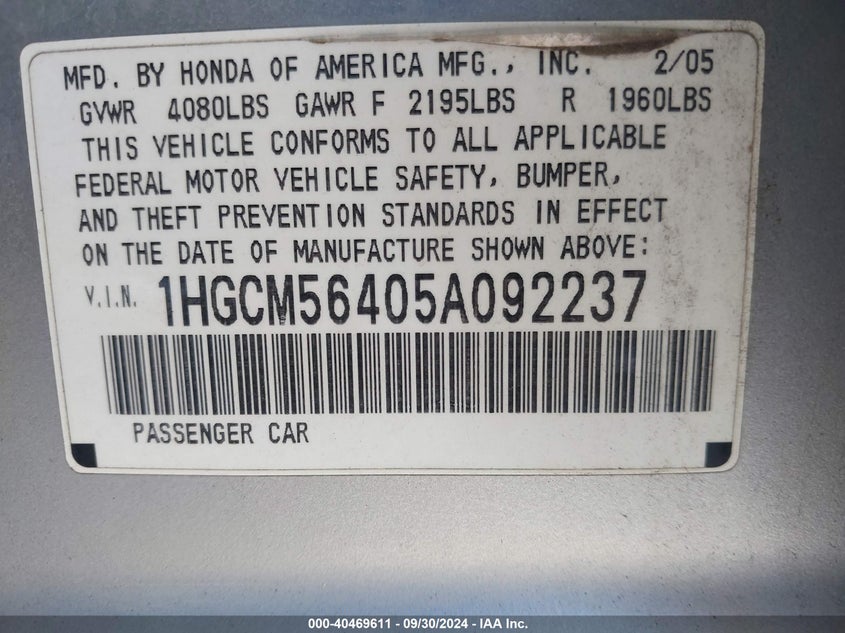 MFD. BY HONDA OF AMERICA MFG., INC. 2/05
GVWR 4080LBS GAWR F 2195LBS R 1960LBS
THIS VEHICLE CONFORMS TO ALL APPLICABLE
FEDERAL MOTOR VEHICLE SAFETY, BUMPER,
AND THEFT PREVENTION STANDARDS IN EFFECT
ON THE DATE OF MANUFACTURE SHOWN ABOVE:
V.I.N. 1HGCM56405A092237
PASSENGER CAR
000-40469611 - 09/30/2024 - IAA Inc.